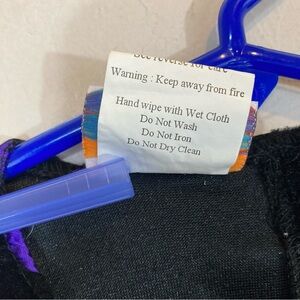 See reverse for care
Warning : Keep away from fire
Hand wipe with Wet Cloth
Do Not Wash
Do Not Iron
Do Not Dry Clean